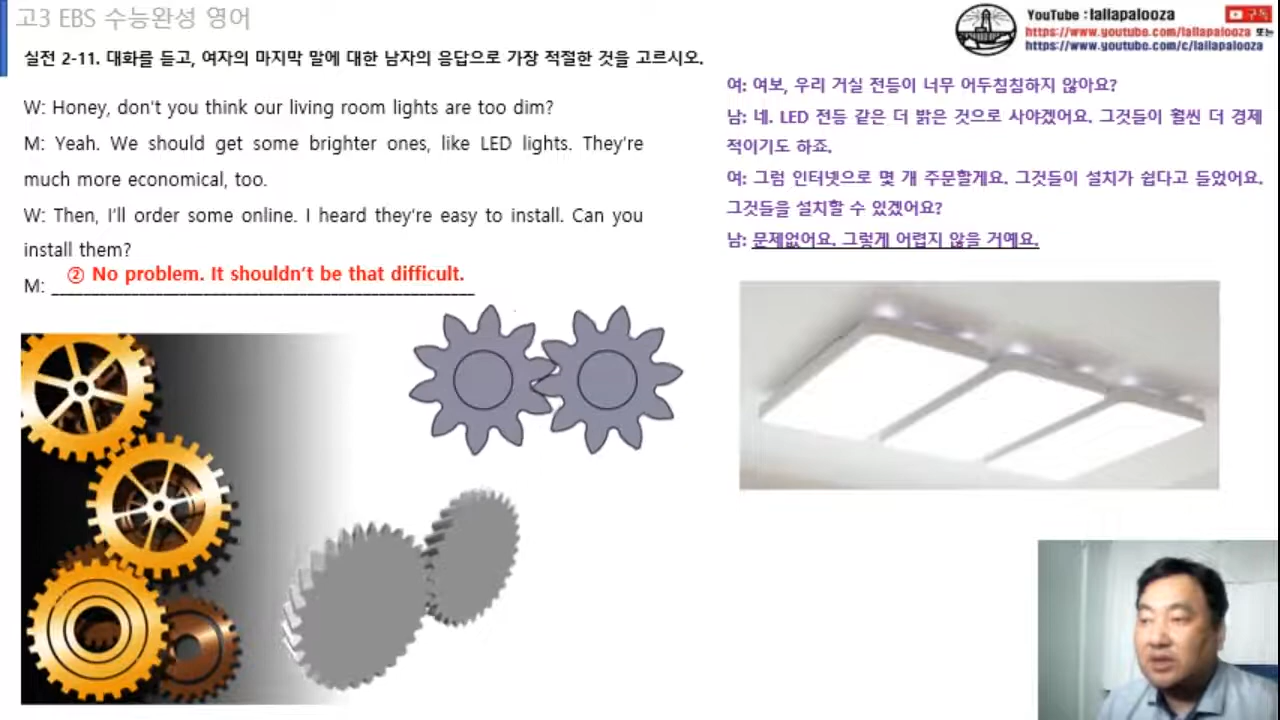 고3 EBS 수능완성 영어
YouTube : lallapalooza
구독
https://www.youtube.com/lallapalooza 또는
https://www.youtube.com/c/lallapalooza
실전 2-11. 대화를 듣고, 여자의 마지막 말에 대한 남자의 응답으로 가장 적절한 것을 고르시오.
W: Honey, don't you think our living room lights are too dim?
M: Yeah. We should get some brighter ones, like LED lights. They're
much more economical, too.
W: Then, I'll order some online. I heard they're easy to install. Can you
install them?
② No problem. It shouldn't be that difficult.
M:
여: 여보, 우리 거실 전등이 너무 어두침침하지 않아요?
남: 네. LED 전등 같은 더 밝은 것으로 사야겠어요. 그것들이 훨씬 더 경제
적이기도 하죠.
여: 그럼 인터넷으로 몇 개 주문할게요. 그것들이 설치가 쉽다고 들었어요.
그것들을 설치할 수 있겠어요?
남: 문제없어요. 그렇게 어렵지 않을 거예요.